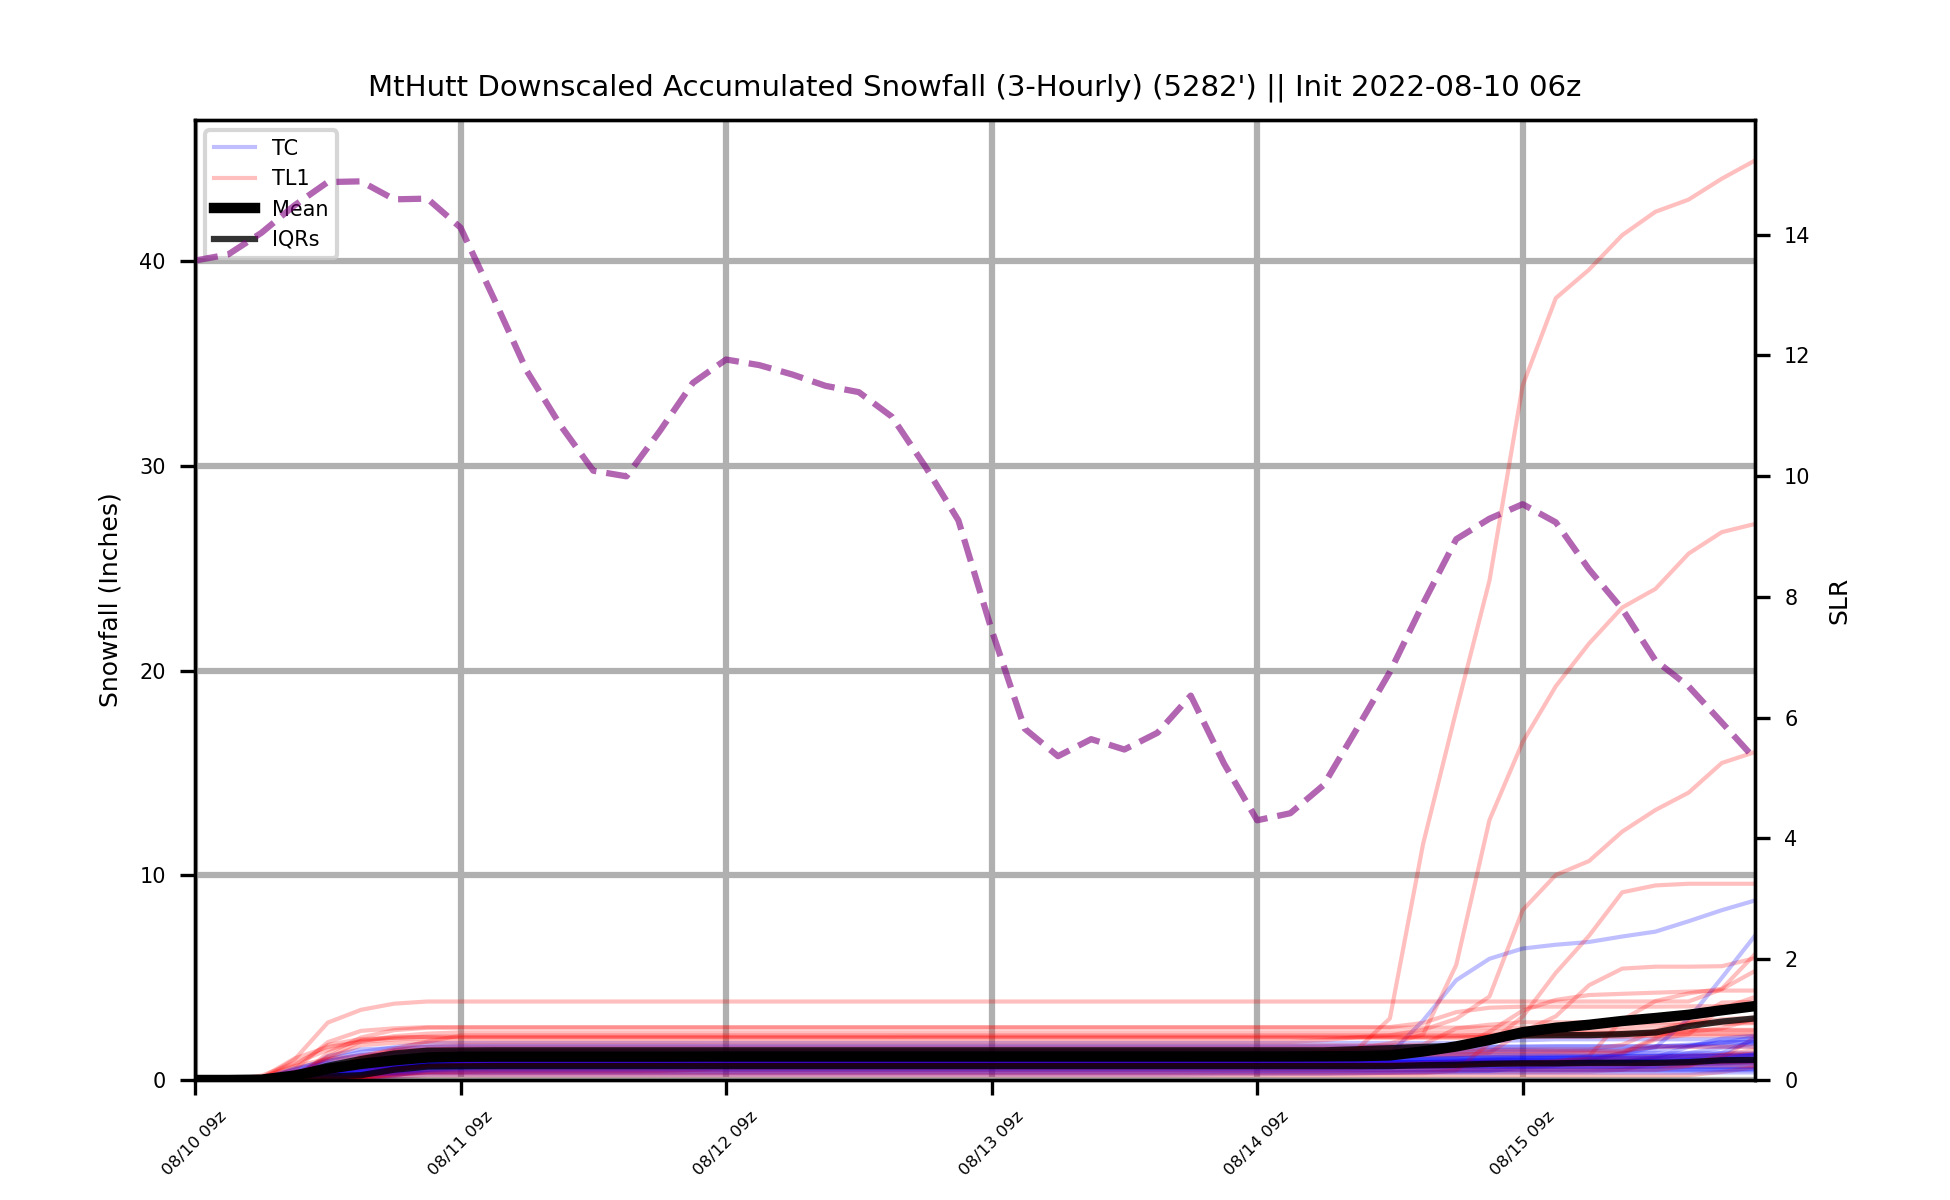 MtHutt Downscaled Accumulated Snowfall (3-Hourly) (5282') || Init 2022-08-10 06z
TC
TL1
Mean
IQRs
Snowfall (Inches)
40
30
20
10
0
14
12
10
8
6
4
2
0
SLR
08/10 09z
08/11 09z
08/12 09z
08/13 09z
08/14 09z
08/15 09z